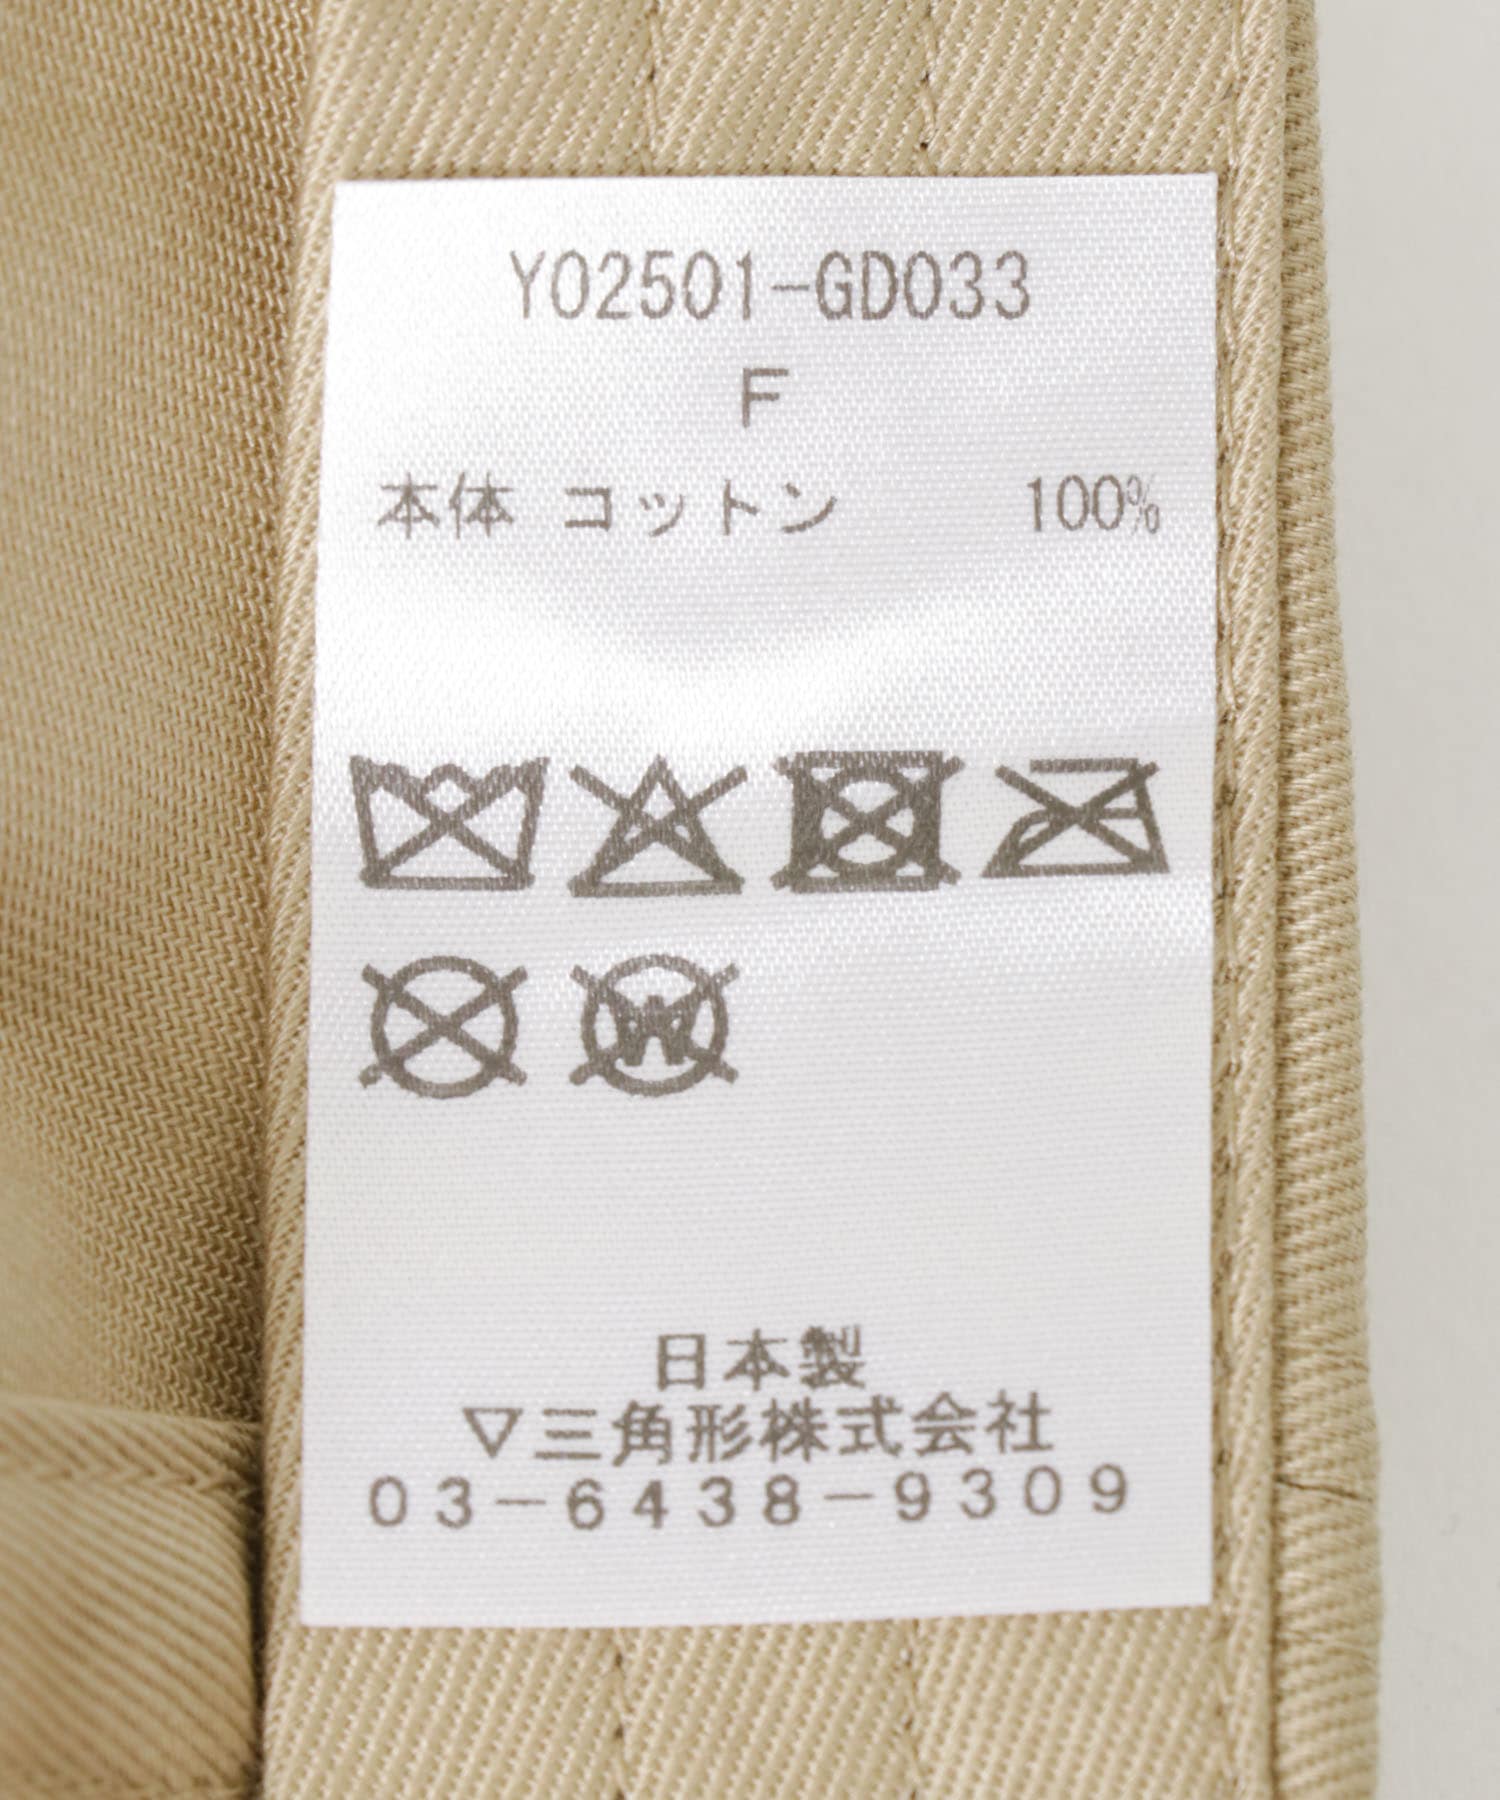 Y02501-GD033
F
本体 コットン 100%
W
日本製
▽三角形株式会社
03-6438-9309